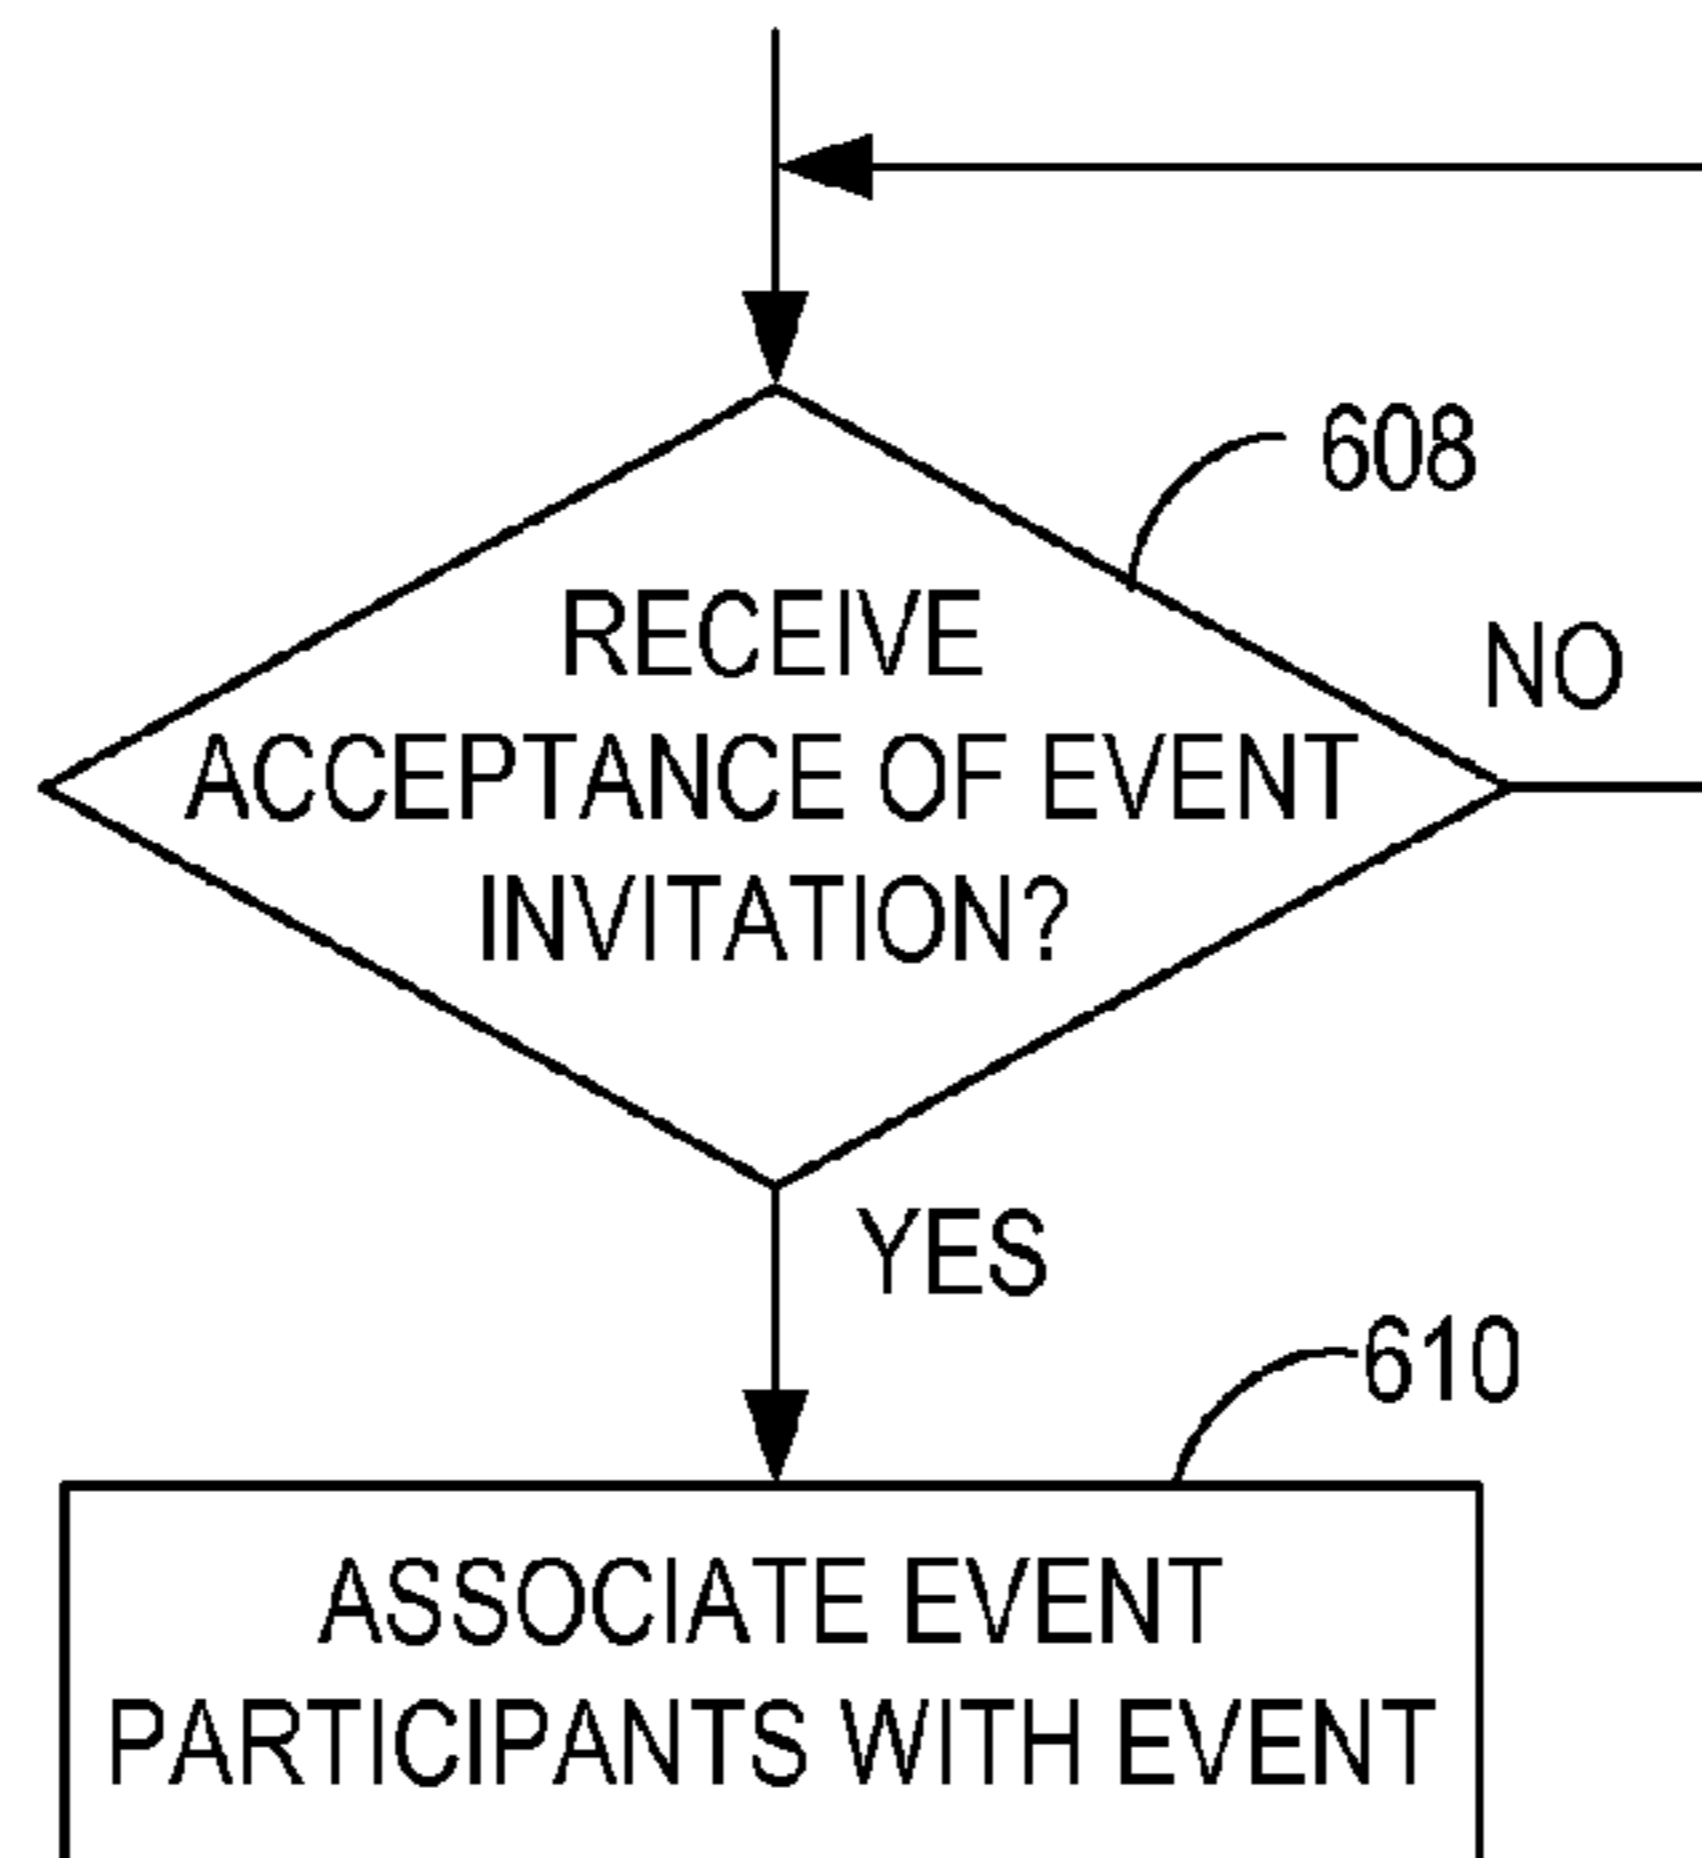 608
RECEIVE
NO
ACCEPTANCE OF EVENT
INVITATION?
YES
610
ASSOCIATE EVENT
PARTICIPANTS WITH EVENT